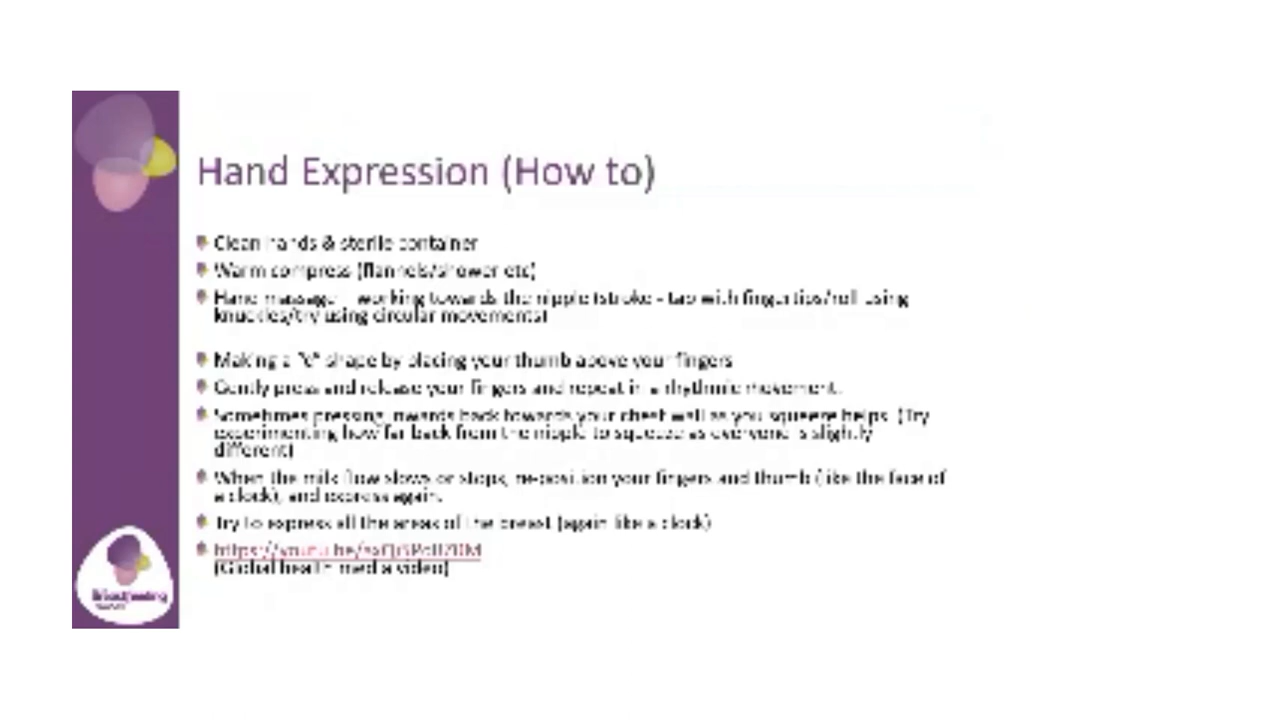 Hand Expression (How to)
Clean hands & sterile container
Warm compress (flannels/shower etc)
Hand massage - working towards the nipple (stroke - tap with fingertips/roll using
knuckles/try using circular movements)
Making a "c" shape by placing your thumb above your fingers
Gently press and release your fingers and repeat in a rhythmic movement.
Sometimes pressing inwards back towards your chest wall as you squeeze helps. (Try
experimenting how far back from the nipple to squeeze as everyone is slightly
different)
When the milk flow slows or stops, re-position your fingers and thumb (like the face of
a clock), and express again.
Try to express all the areas of the breast (again like a clock)
(Global health media video)
Breastfeeding